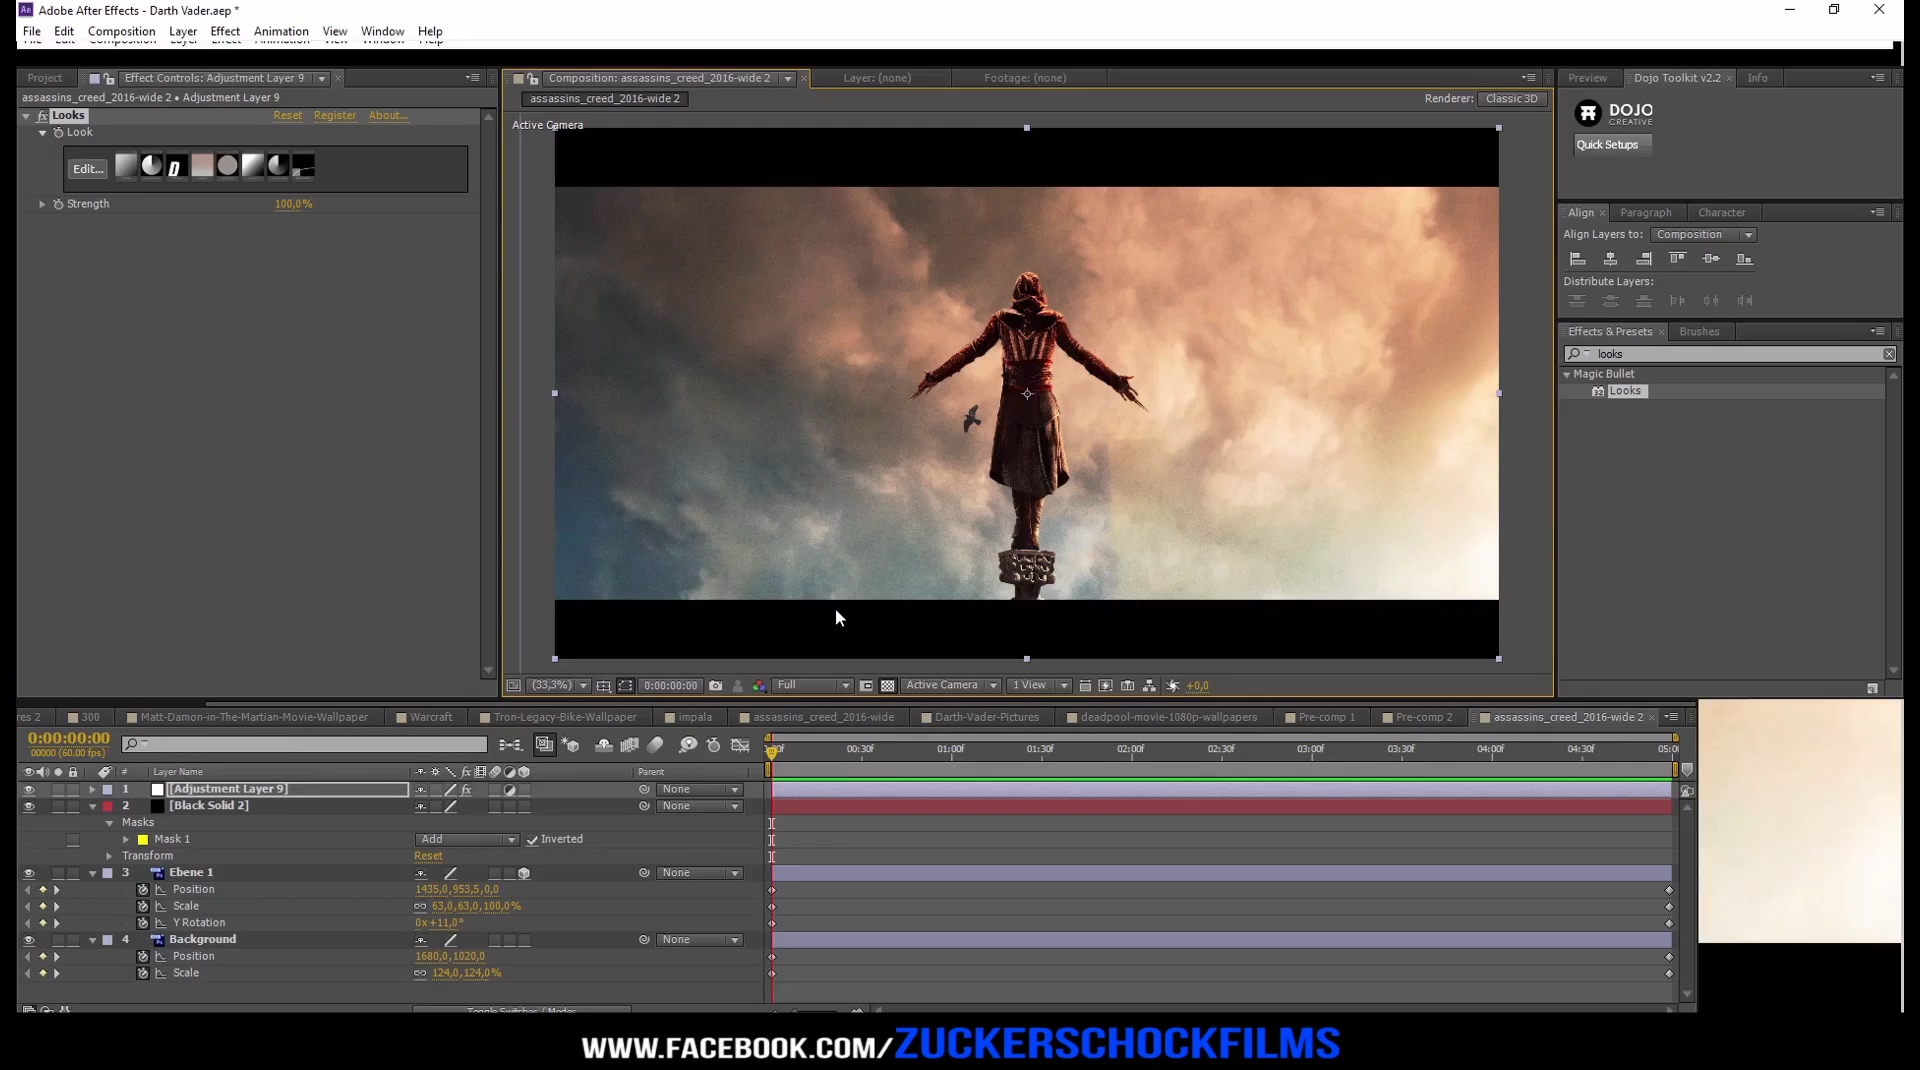 Adobe After Effects - Darth Vader.aep *
File Edit Composition Layer Effect Animation View Window Help
Project Effect Controls: Adjustment Layer 9
Composition: assassins_creed_2016-wide 2 Layer: (none) Footage: (none)
Preview Dojo Toolkit v2.2 Info
assassins_creed_2016-wide 2 • Adjustment Layer 9
assassins_creed_2016-wide 2
Renderer: Classic 3D
Looks Reset Register About...
Look
Edit...
Strength 100,0%
Active Camera
DOJO
CREATIVE
Quick Setups
Align Paragraph Character
Align Layers to: Composition
Distribute Layers:
Effects & Presets Brushes
looks
Magic Bullet
Looks
(33,3%) 0:00:00:00 Full Active Camera 1 View +0,0
res 2 300 Matt-Damon-in-The-Martian-Movie-Wallpaper Warcraft Tron-Legacy-Bike-Wallpaper impala assassins_creed_2016-wide Darth-Vader-Pictures deadpool-movie-1080p-wallpapers Pre-comp 1 Pre-comp 2 assassins_creed_2016-wide 2
0:00:00:00
00000 (60.00 fps)
00:30f 01:00f 01:30f 02:00f 02:30f 03:00f 03:30f 04:00f 04:30f 05:00
# Layer Name Parent
1 [Adjustment Layer 9] None
2 [Black Solid 2] None
Masks
Mask 1 Add Inverted
Transform Reset
3 Ebene 1 None
Position 1435,0,953,5,0,0
Scale 63,0,63,0,100,0%
Y Rotation 0x+11,0°
4 Background None
Position 1680,0,1020,0
Scale 124,0,124,0%
Toggle Switches / Modes
WWW.FACEBOOK.COM/ZUCKERSCHOCKFILMS